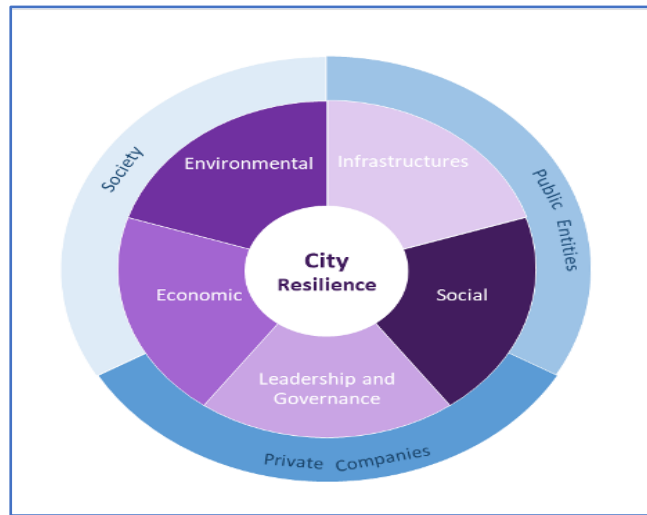 Society
Public Entities
Environmental
Infrastructures
City
Resilience
Economic
Social
Leadership and
Governance
Private Companies